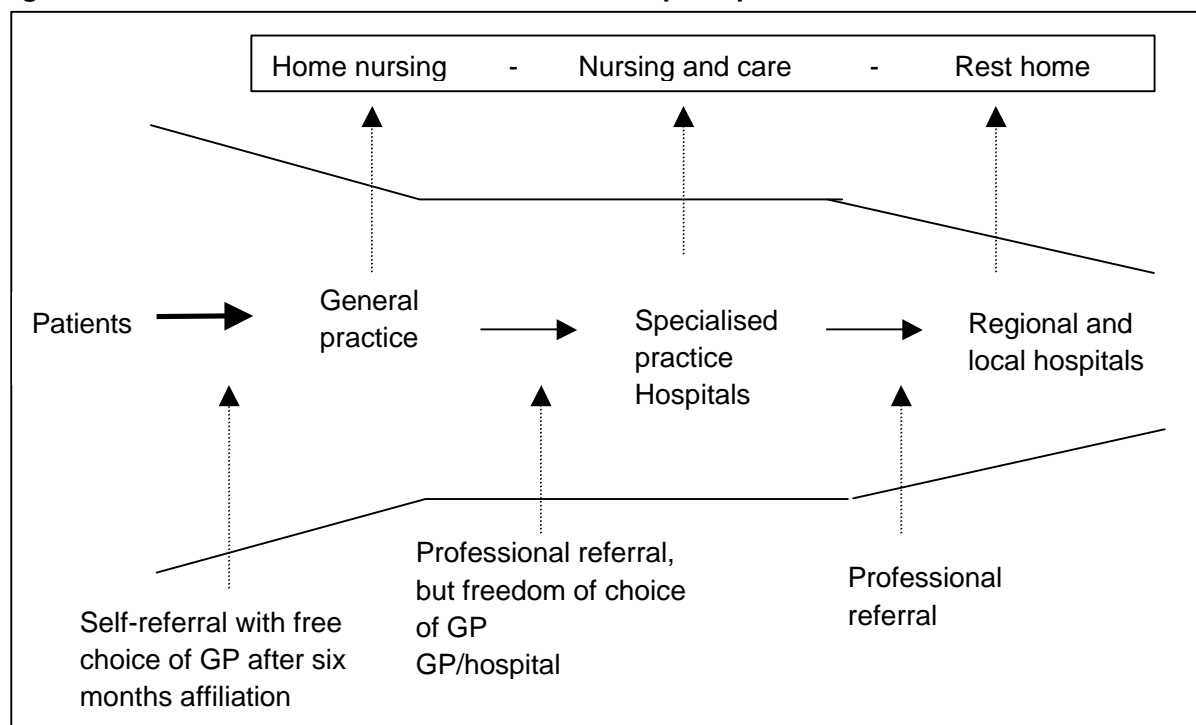 Home nursing - Nursing and care - Rest home
Patients
General
practice
Specialised
practice
Hospitals
Regional and
local hospitals
Self-referral with free
choice of GP after six
months affiliation
Professional referral,
but freedom of choice
of GP
GP/hospital
Professional
referral